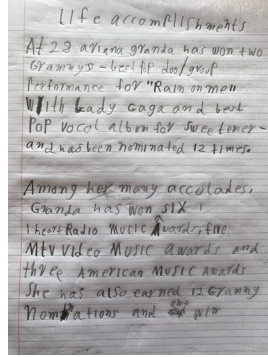 Life accomplishments
At 28 ariana granda has won two
Grammys - best pop duo/group
performance for "Rain on me"
with Lady Gaga and best
Pop vocal album for sweetener -
and has been nominated 12 times.
Among her many accolades,
Granda has won SIX
I heart Radio Music Awards, five
Mtv Video Music awards and
three American Music Awards
She has also earned 12 Grammy
Nominations and win